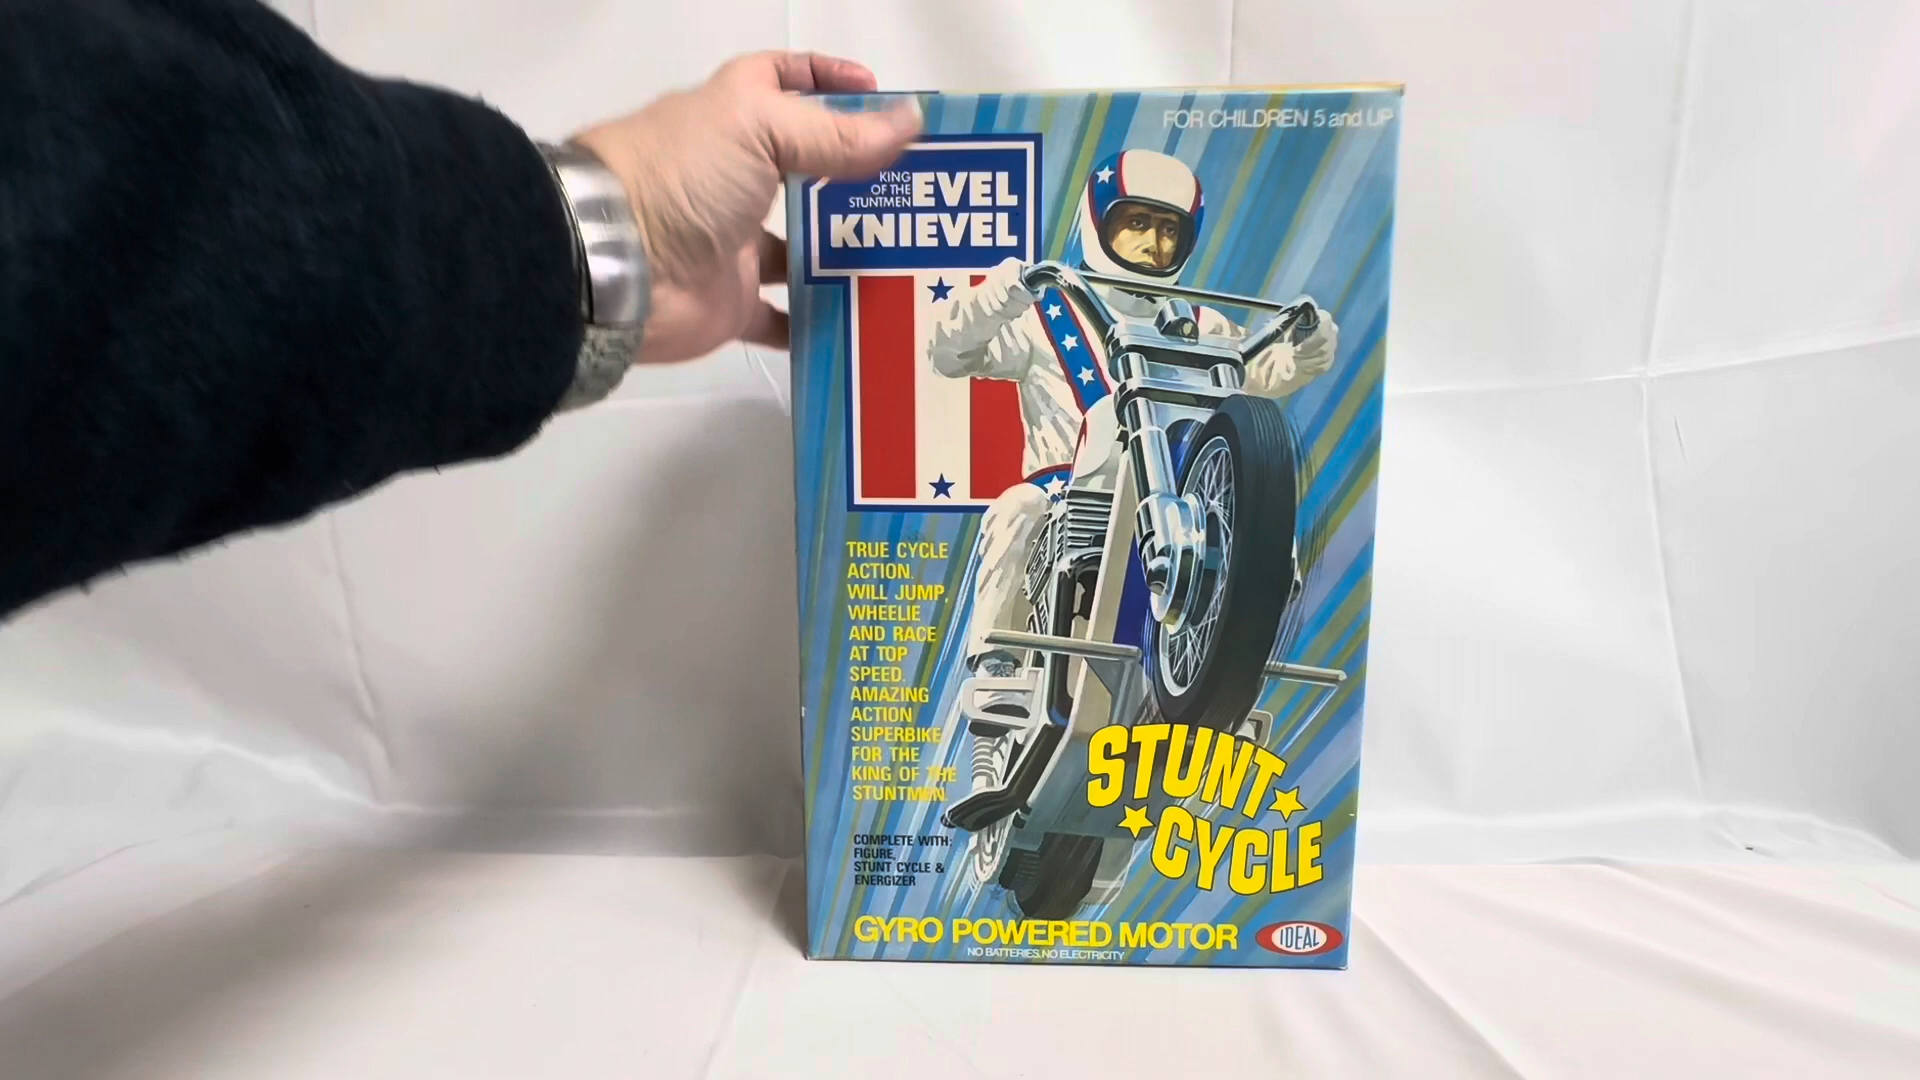 FOR CHILDREN 5 and UP
KING
OF THE
STUNTMEN
EVEL
KNIEVEL
TRUE CYCLE
ACTION.
WILL JUMP,
WHEELIE
AND RACE
AT TOP
SPEED.
AMAZING
ACTION
SUPERBIKE
FOR THE
KING OF THE
STUNTMEN.
COMPLETE WITH:
FIGURE,
STUNT CYCLE &
ENERGIZER
STUNT
CYCLE
GYRO POWERED MOTOR
NO BATTERIES.NO ELECTRICITY
IDEAL